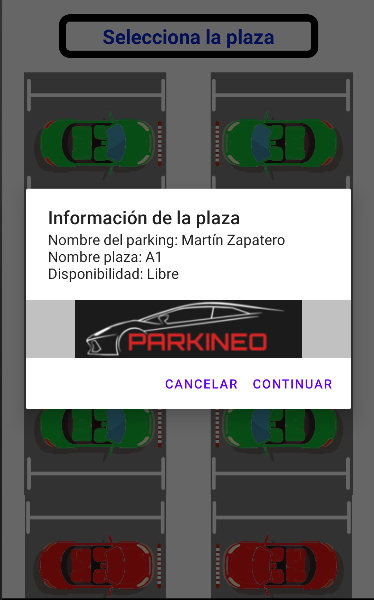 Selecciona la plaza
Información de la plaza
Nombre del parking: Martín Zapatero
Nombre plaza: A1
Disponibilidad: Libre
PARKINEO
CANCELAR CONTINUAR